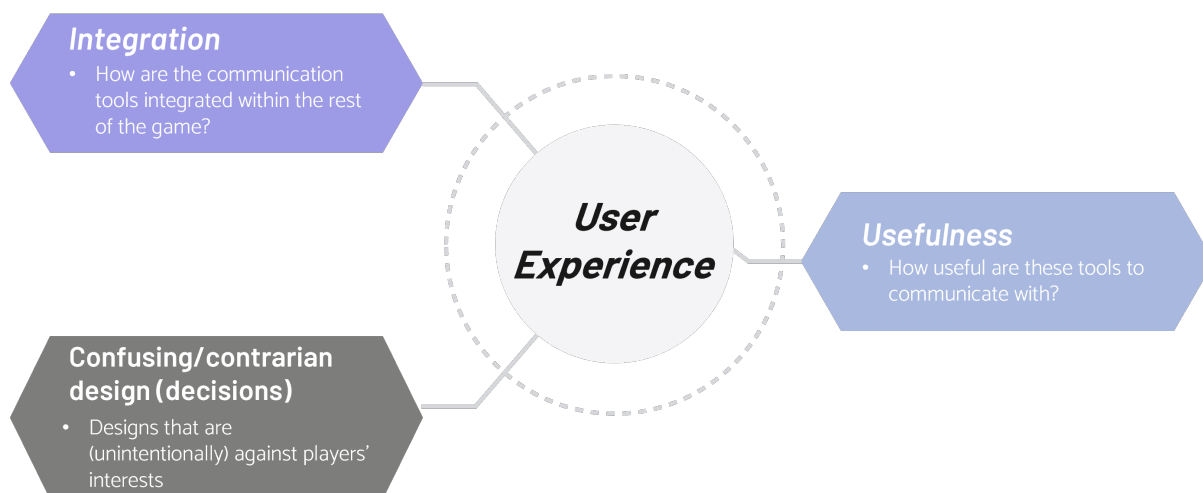 Integration
• How are the communication
tools integrated within the rest
of the game?
User
Experience
Usefulness
• How useful are these tools to
communicate with?
Confusing/contrarian
design (decisions)
• Designs that are
(unintentionally) against players’
interests